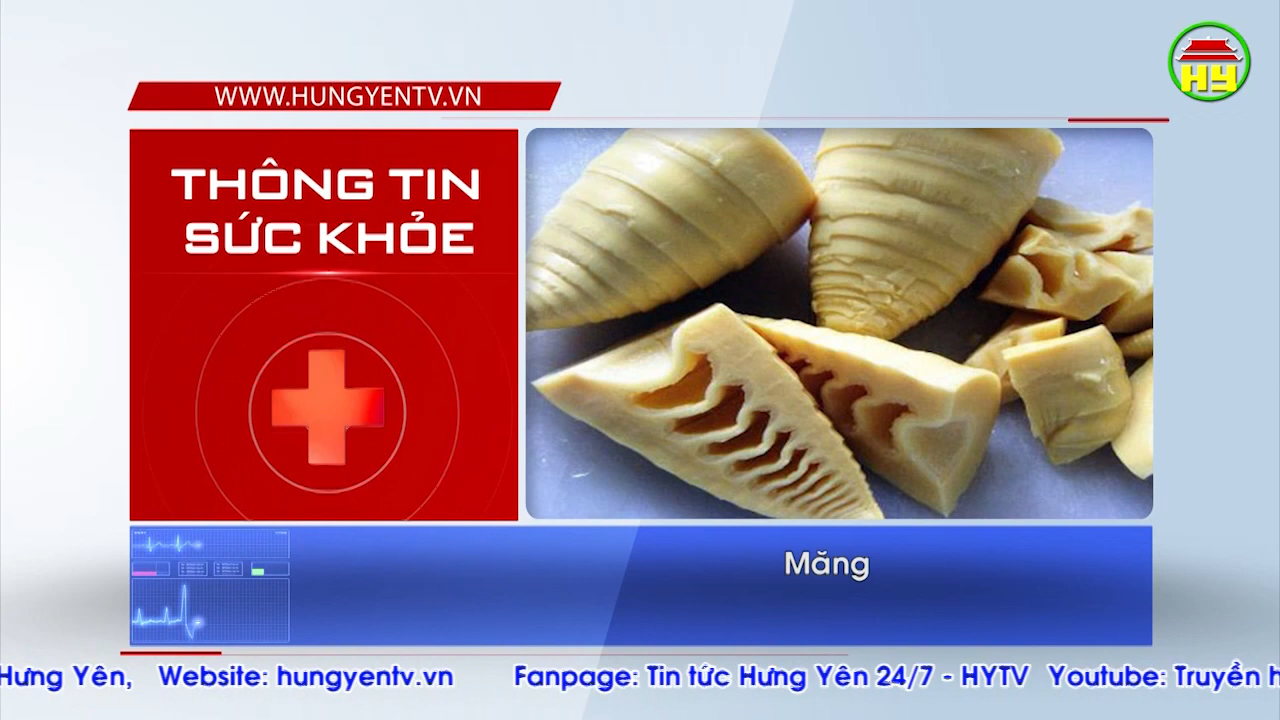 HY
WWW.HUNGYENTV.VN
THÔNG TIN
SỨC KHỎE
Măng
Hưng Yên, Website: hungyentv.vn Fanpage: Tin tức Hưng Yên 24/7 - HYTV Youtube: Truyền h